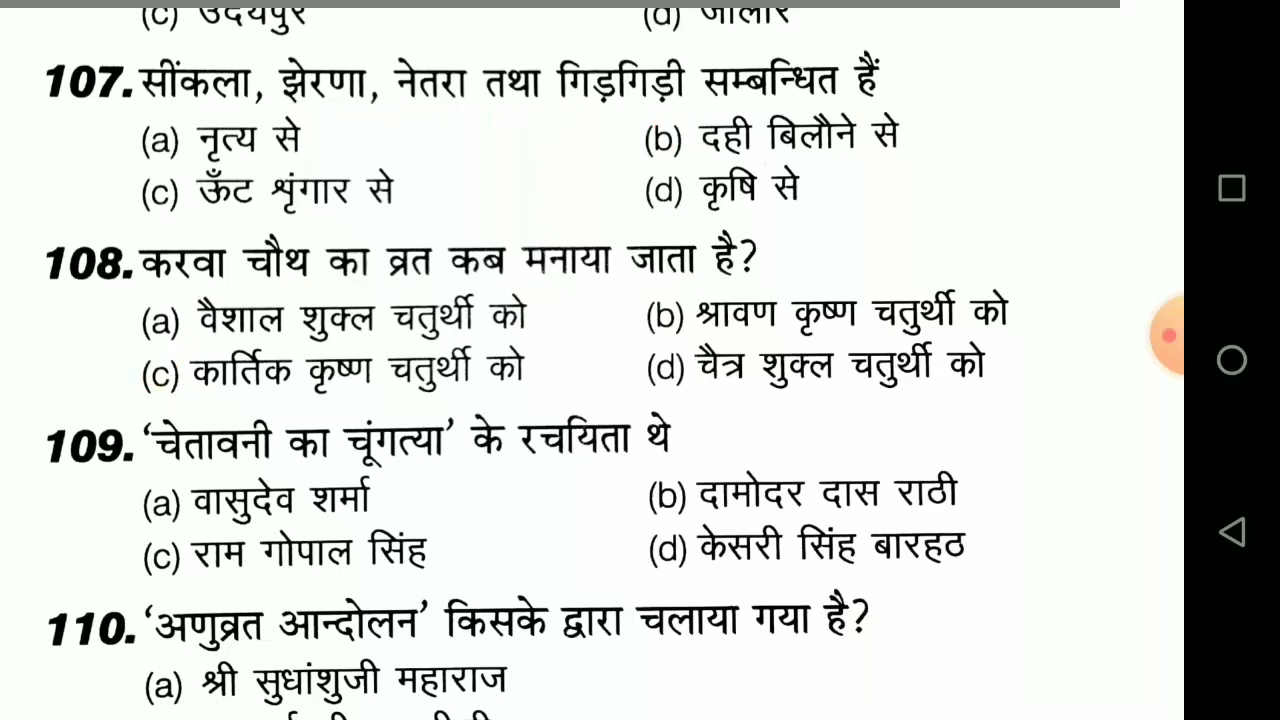 (c) उदयपुर (d) जालोर
107. सींकला, झेरणा, नेतरा तथा गिड़गिड़ी सम्बन्धित हैं
(a) नृत्य से (b) दही बिलौने से
(c) ऊँट शृंगार से (d) कृषि से
108. करवा चौथ का व्रत कब मनाया जाता है?
(a) वैशाल शुक्ल चतुर्थी को (b) श्रावण कृष्ण चतुर्थी को
(c) कार्तिक कृष्ण चतुर्थी को (d) चैत्र शुक्ल चतुर्थी को
109. ‘चेतावनी का चूंगत्या’ के रचयिता थे
(a) वासुदेव शर्मा (b) दामोदर दास राठी
(c) राम गोपाल सिंह (d) केसरी सिंह बारहठ
110. ‘अणुव्रत आन्दोलन’ किसके द्वारा चलाया गया है?
(a) श्री सुधांशुजी महाराज